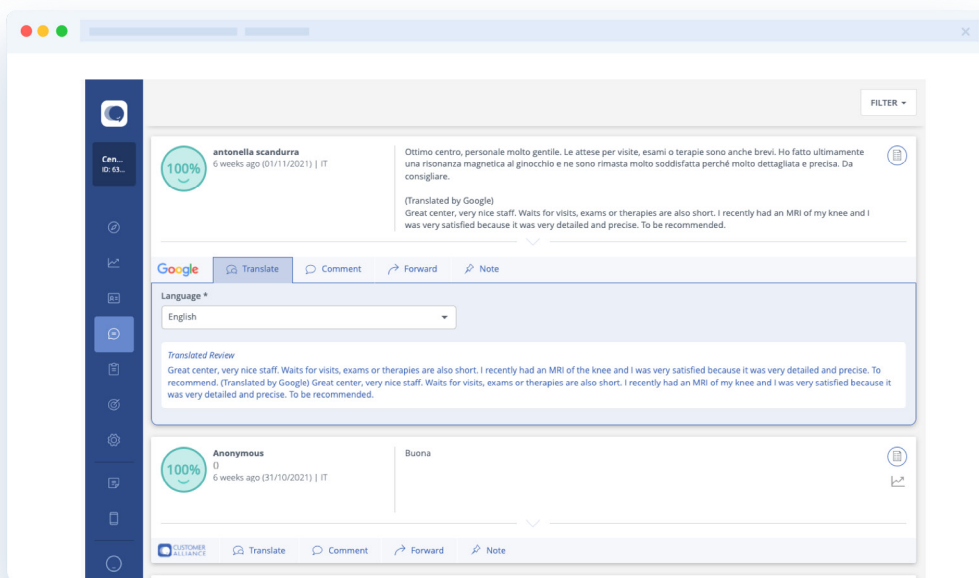 FILTER
Cen...
ID: 63...
100%
antonella scandurra
6 weeks ago (01/11/2021) | IT
Ottimo centro, personale molto gentile. Le attese per visite, esami o terapie sono anche brevi. Ho fatto ultimamente
una risonanza magnetica al ginocchio e ne sono rimasta molto soddisfatta perché molto dettagliata e precisa. Da
consigliare.
(Translated by Google)
Great center, very nice staff. Waits for visits, exams or therapies are also short. I recently had an MRI of my knee and I
was very satisfied because it was very detailed and precise. To be recommended.
Google
Translate
Comment
Forward
Note
Language *
English
Translated Review
Great center, very nice staff. Waits for visits, exams or therapies are also short. I recently had an MRI of the knee and I was very satisfied because it was very detailed and precise. To
recommend. (Translated by Google) Great center, very nice staff. Waits for visits, exams or therapies are also short. I recently had an MRI of my knee and I was very satisfied because it
was very detailed and precise. To be recommended.
100%
Anonymous
()
6 weeks ago (31/10/2021) | IT
Buona
CUSTOMER
ALLIANCE
Translate
Comment
Forward
Note